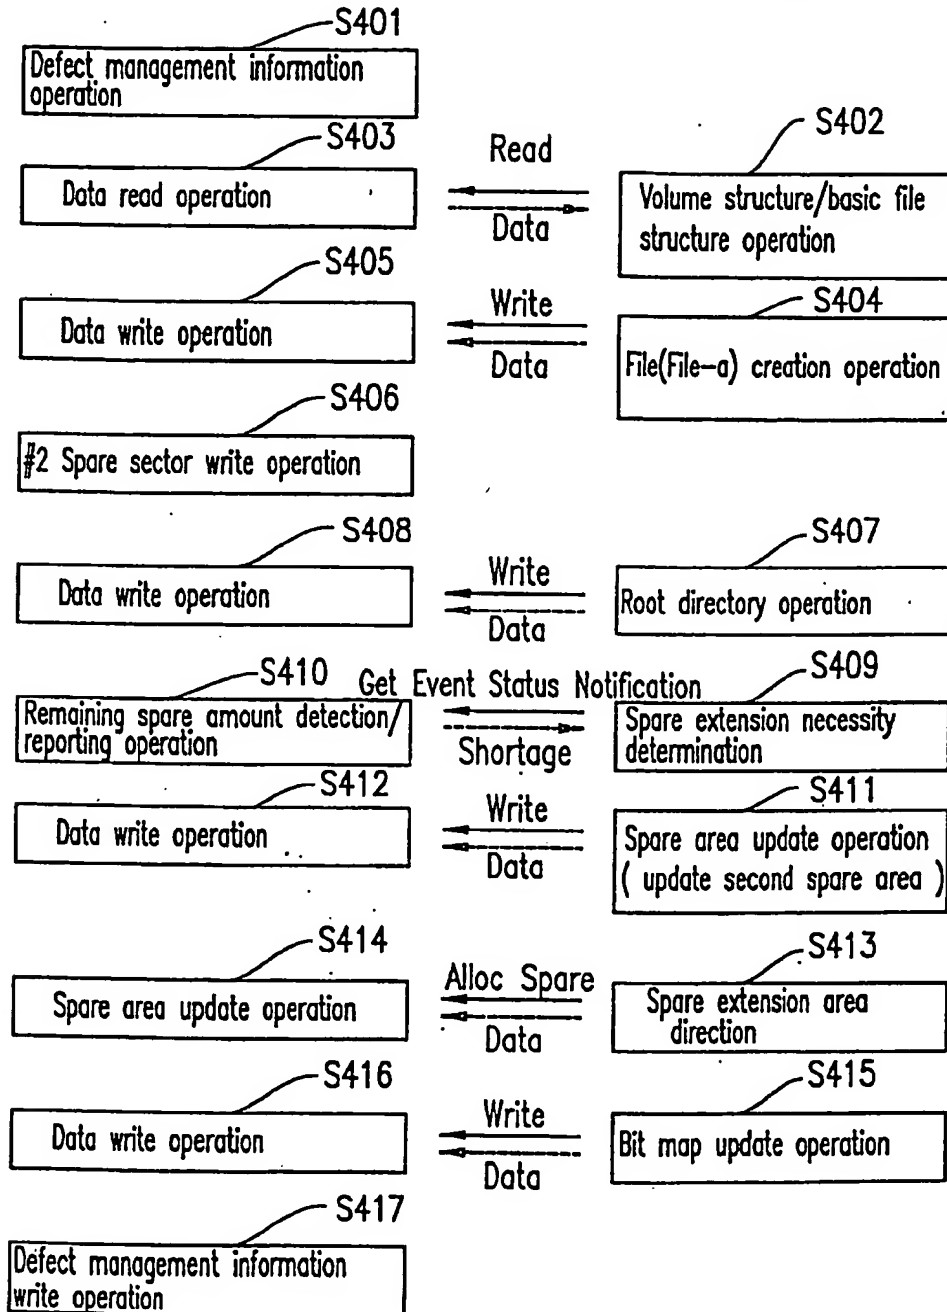 S401
Defect management information
operation
S403
Data read operation
Read
Data
S402
Volume structure/basic file
structure operation
S405
Data write operation
Write
Data
S404
File(File-a) creation operation
S406
#2 Spare sector write operation
S408
Data write operation
Write
Data
S407
Root directory operation
S410
Remaining spare amount detection/
reporting operation
Get Event Status Notification
Shortage
S409
Spare extension necessity
determination
S412
Data write operation
Write
Data
S411
Spare area update operation
( update second spare area )
S414
Spare area update operation
Alloc Spare
Data
S413
Spare extension area
direction
S416
Data write operation
Write
Data
S415
Bit map update operation
S417
Defect management information
write operation